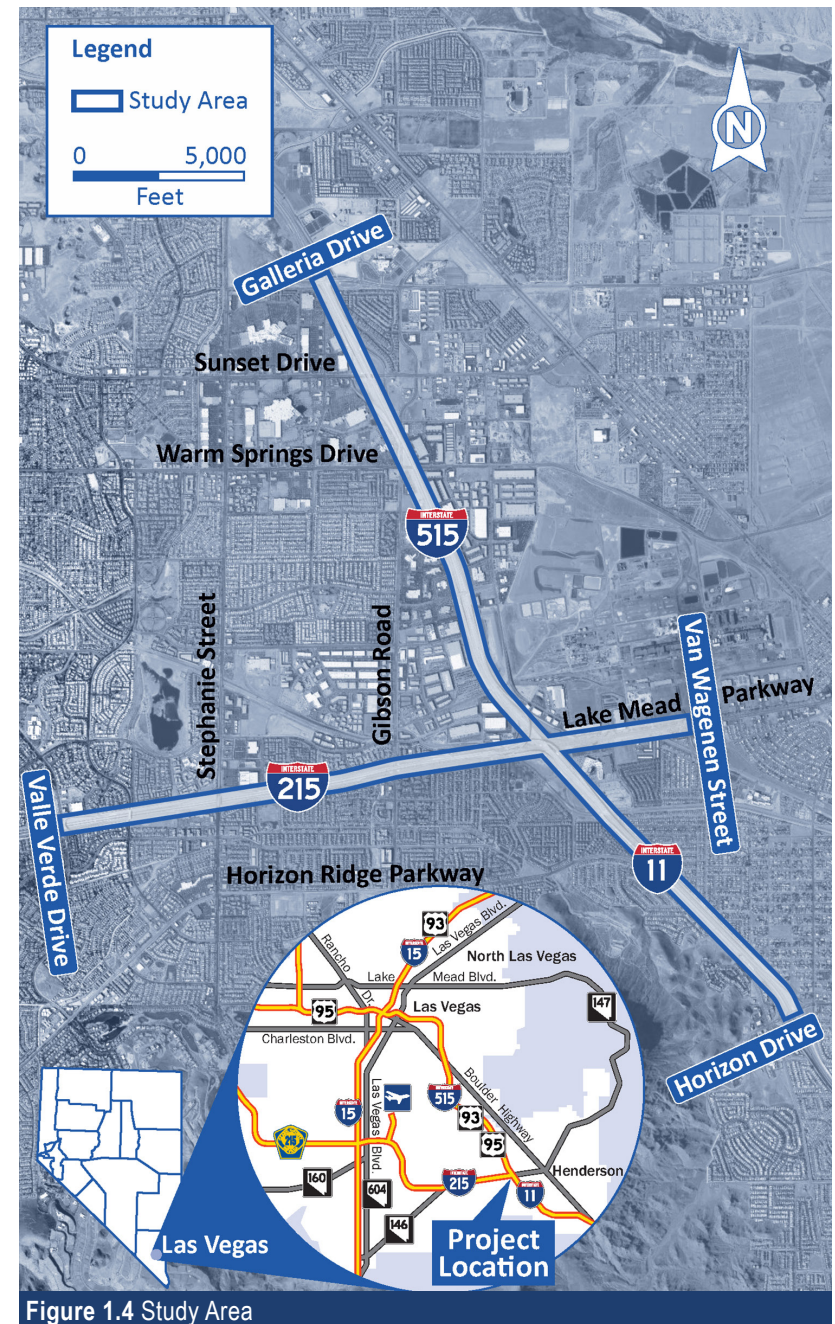 Legend
Study Area
0 5,000
Feet
N
Galleria Drive
Sunset Drive
Warm Springs Drive
INTERSTATE
515
Stephanie Street
Gibson Road
Van Wagenen Street
Lake Mead Parkway
INTERSTATE
215
Valle Verde Drive
INTERSTATE
11
Horizon Ridge Parkway
Horizon Drive
93
Las Vegas Blvd.
15
Rancho Dr.
North Las Vegas
Lake Mead Blvd.
147
95
Las Vegas
Charleston Blvd.
Boulder Highway
Las Vegas Blvd.
15
515
93
95
215
Henderson
160
604
215
11
146
Project
Location
Las Vegas
Figure 1.4 Study Area